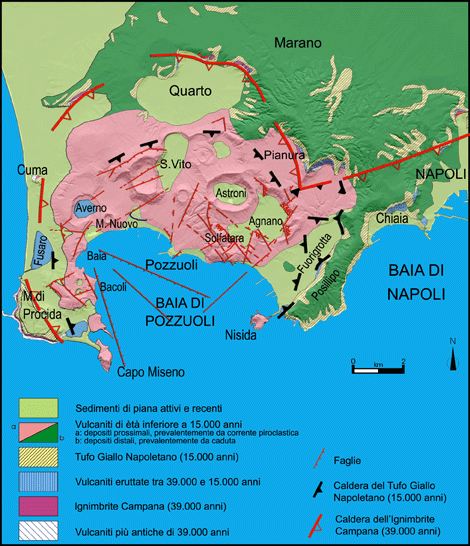 Marano
Quarto
Pianura
S.Vito
NAPOLI
Cuma
Astroni
Averno
Agnano
Chiaia
M. Nuovo
Solfatara
Fusaro
Fuorigrotta
Baia
Pozzuoli
Posillipo
BAIA DI
NAPOLI
Bacoli
M. di
Procida
BAIA DI
POZZUOLI
Nisida
Capo Miseno
0 2
km
N
Sedimenti di piana attivi e recenti
a
b
Vulcaniti di età inferiore a 15.000 anni
a: depositi prossimali, prevalentemente da corrente piroclastica
b: depositi distali, prevalentemente da caduta
Tufo Giallo Napoletano (15.000 anni)
Vulcaniti eruttate tra 39.000 e 15.000 anni
Ignimbrite Campana (39.000 anni)
Vulcaniti più antiche di 39.000 anni
Faglie
Caldera del Tufo Giallo
Napoletano (15.000 anni)
Caldera dell'Ignimbrite
Campana (39.000 anni)